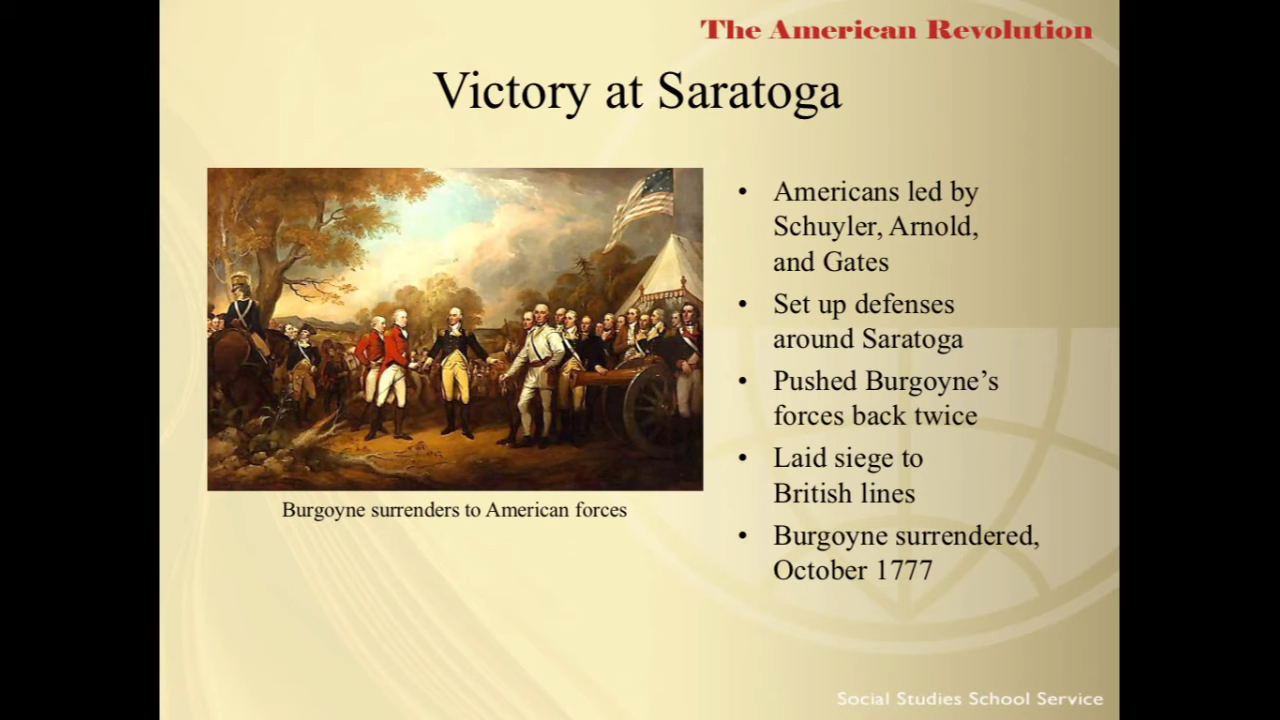 The American Revolution
Victory at Saratoga
• Americans led by
Schuyler, Arnold,
and Gates
• Set up defenses
around Saratoga
• Pushed Burgoyne’s
forces back twice
• Laid siege to
British lines
• Burgoyne surrendered,
October 1777
Burgoyne surrenders to American forces
Social Studies School Service